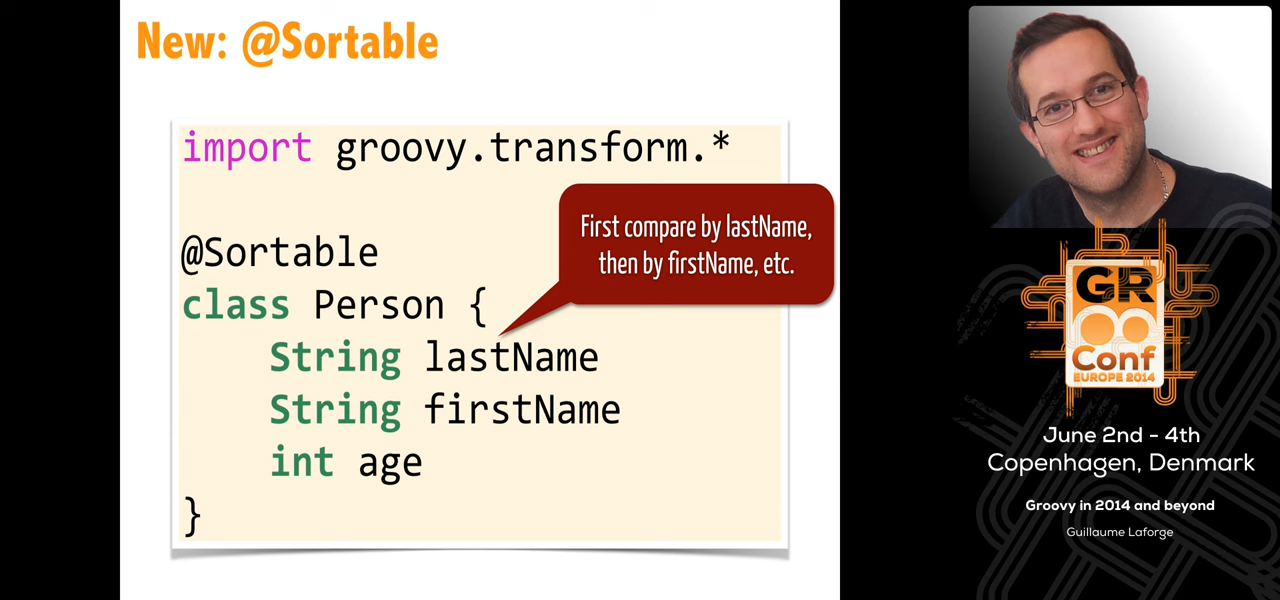 New: @Sortable
import groovy.transform.*
@Sortable
class Person {
String lastName
String firstName
int age
}
First compare by lastName,
then by firstName, etc.
GR
Conf
EUROPE 2014
June 2nd - 4th
Copenhagen, Denmark
Groovy in 2014 and beyond
Guillaume Laforge